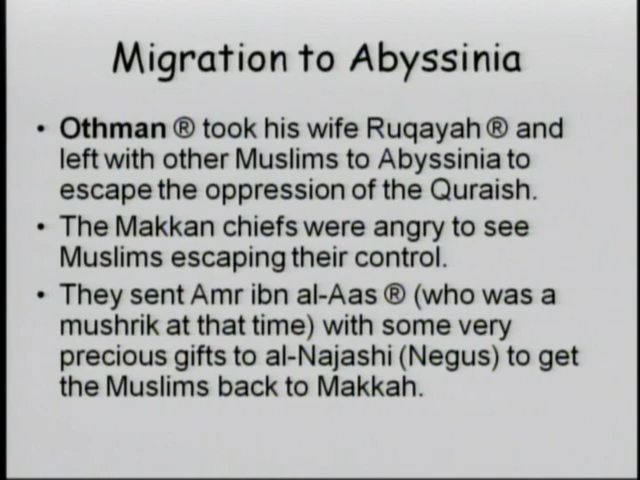 Migration to Abyssinia
• Othman ® took his wife Ruqayah ® and
left with other Muslims to Abyssinia to
escape the oppression of the Quraish.
• The Makkan chiefs were angry to see
Muslims escaping their control.
• They sent Amr ibn al-Aas ® (who was a
mushrik at that time) with some very
precious gifts to al-Najashi (Negus) to get
the Muslims back to Makkah.